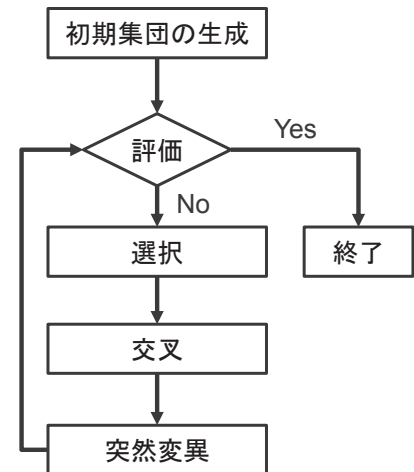 初期集団の生成
評価
Yes
No
選択
終了
交叉
突然変異